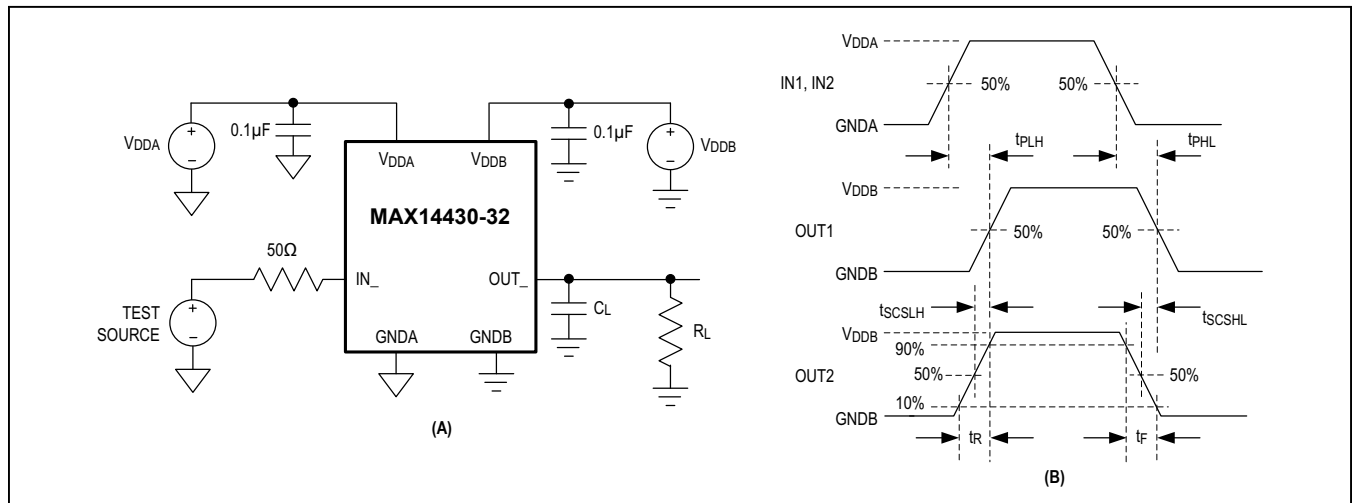 VDDA
0.1µF
VDDA
VDDB
0.1µF
VDDB
MAX14430-32
50Ω
TEST
SOURCE
IN_
OUT_
CL
RL
GNDA
GNDB
(A)
VDDA
IN1, IN2
50%
50%
GNDA
tPLH
tPHL
VDDB
OUT1
50%
50%
GNDB
tSCSLH
tSCSHL
VDDB
90%
OUT2
50%
50%
10%
GNDB
tR
tF
(B)